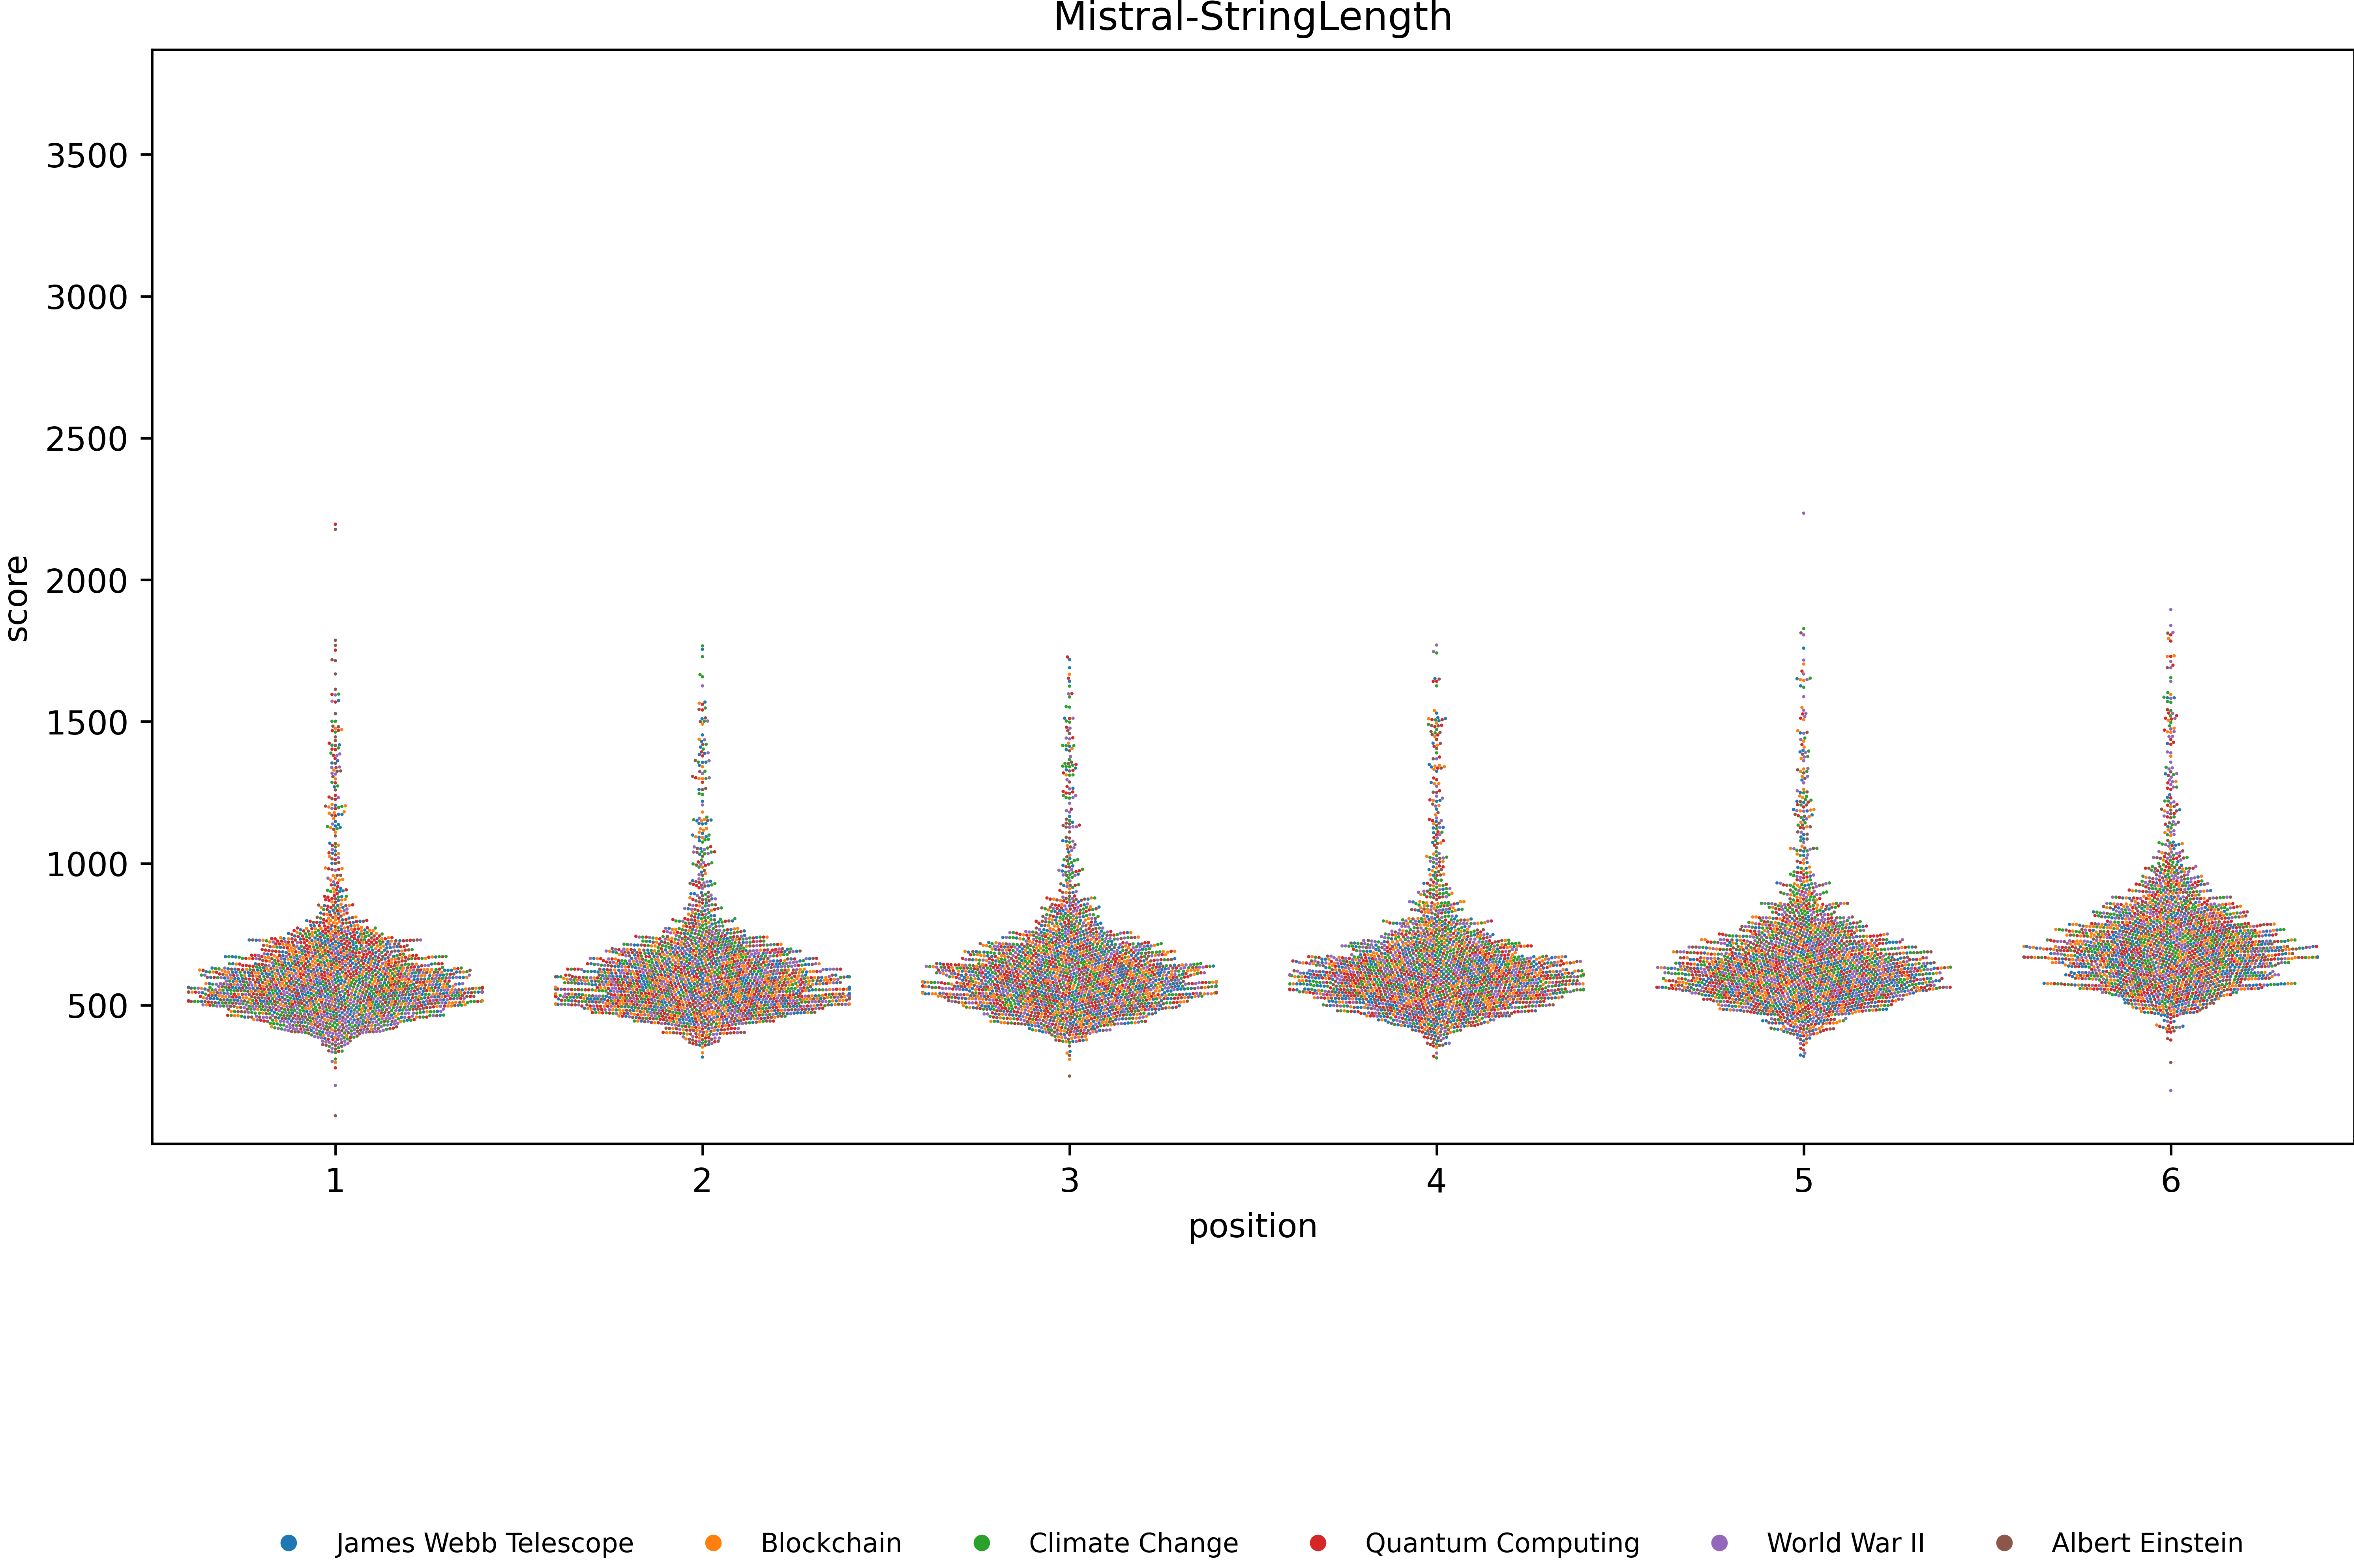 Mistral-StringLength
3500
3000
2500
2000
1500
1000
500
score
1 2 3 4 5 6
position
James Webb Telescope Blockchain Climate Change Quantum Computing World War II Albert Einstein